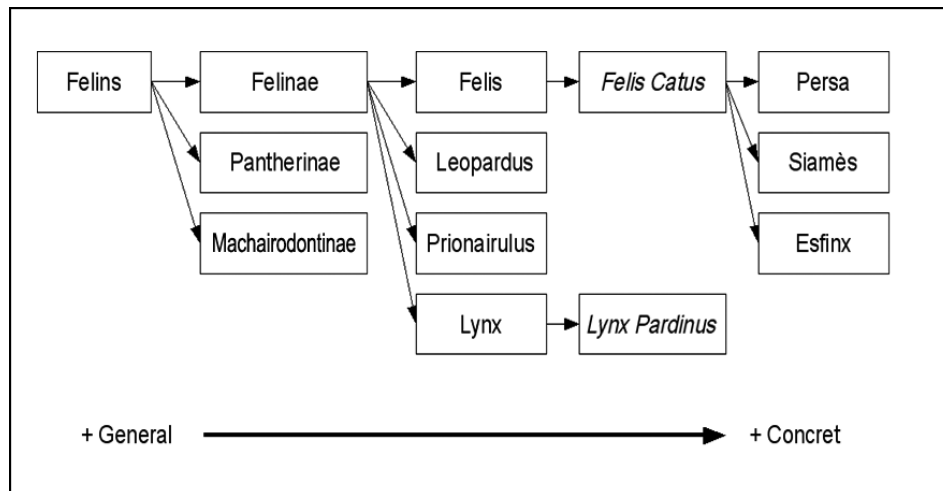 Felins
Felinae
Felis
Felis Catus
Persa
Pantherinae
Leopardus
Siamès
Machairodontinae
Prionairulus
Esfinx
Lynx
Lynx Pardinus
+ General
+ Concret